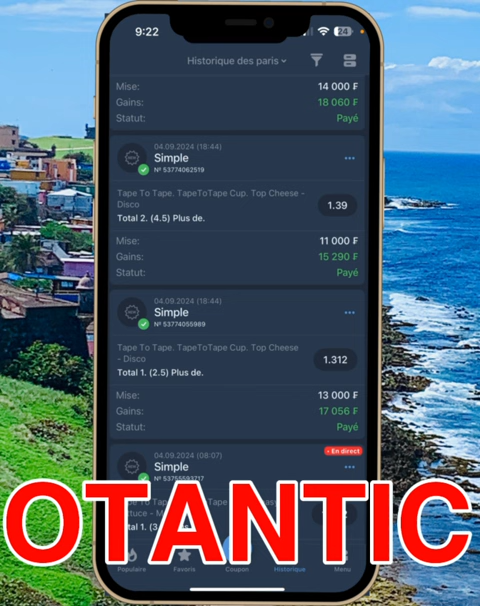 9:22
24
Historique des paris
Mise: 14 000 ₣
Gains: 18 060 ₣
Statut: Payé
04.09.2024 (18:44)
Simple
Nº 53774062519
Tape To Tape. TapeToTape Cup. Top Cheese -
Disco
1.39
Total 2. (4.5) Plus de.
Mise: 11 000 ₣
Gains: 15 290 ₣
Statut: Payé
04.09.2024 (18:44)
Simple
Nº 53774055989
Tape To Tape. TapeToTape Cup. Top Cheese
- Disco
1.312
Total 1. (2.5) Plus de.
Mise: 13 000 ₣
Gains: 17 056 ₣
Statut: Payé
En direct
04.09.2024 (08:07)
Simple
OTANTIC
Populaire
Favoris
Coupon
Historique
Menu